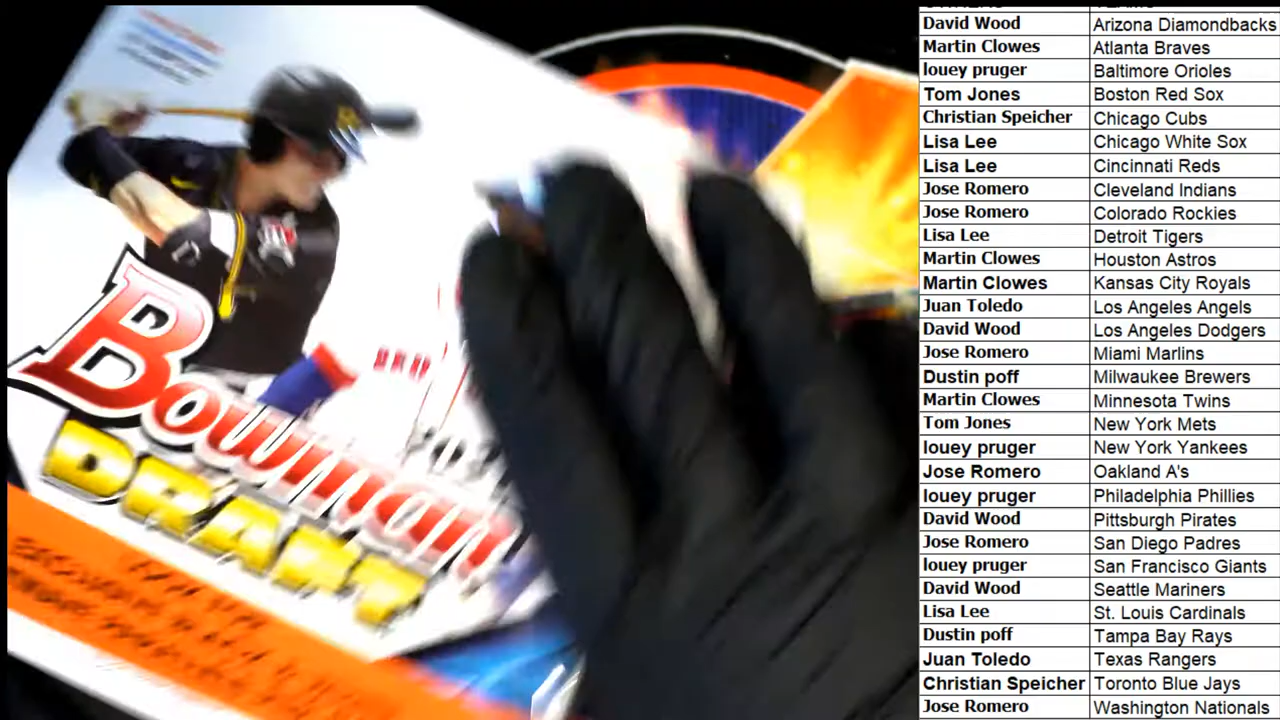 Bowman
DRAFT
David Wood Arizona Diamondbacks
Martin Clowes Atlanta Braves
louey pruger Baltimore Orioles
Tom Jones Boston Red Sox
Christian Speicher Chicago Cubs
Lisa Lee Chicago White Sox
Lisa Lee Cincinnati Reds
Jose Romero Cleveland Indians
Jose Romero Colorado Rockies
Lisa Lee Detroit Tigers
Martin Clowes Houston Astros
Martin Clowes Kansas City Royals
Juan Toledo Los Angeles Angels
David Wood Los Angeles Dodgers
Jose Romero Miami Marlins
Dustin poff Milwaukee Brewers
Martin Clowes Minnesota Twins
Tom Jones New York Mets
louey pruger New York Yankees
Jose Romero Oakland A's
louey pruger Philadelphia Phillies
David Wood Pittsburgh Pirates
Jose Romero San Diego Padres
louey pruger San Francisco Giants
David Wood Seattle Mariners
Lisa Lee St. Louis Cardinals
Dustin poff Tampa Bay Rays
Juan Toledo Texas Rangers
Christian Speicher Toronto Blue Jays
Jose Romero Washington Nationals